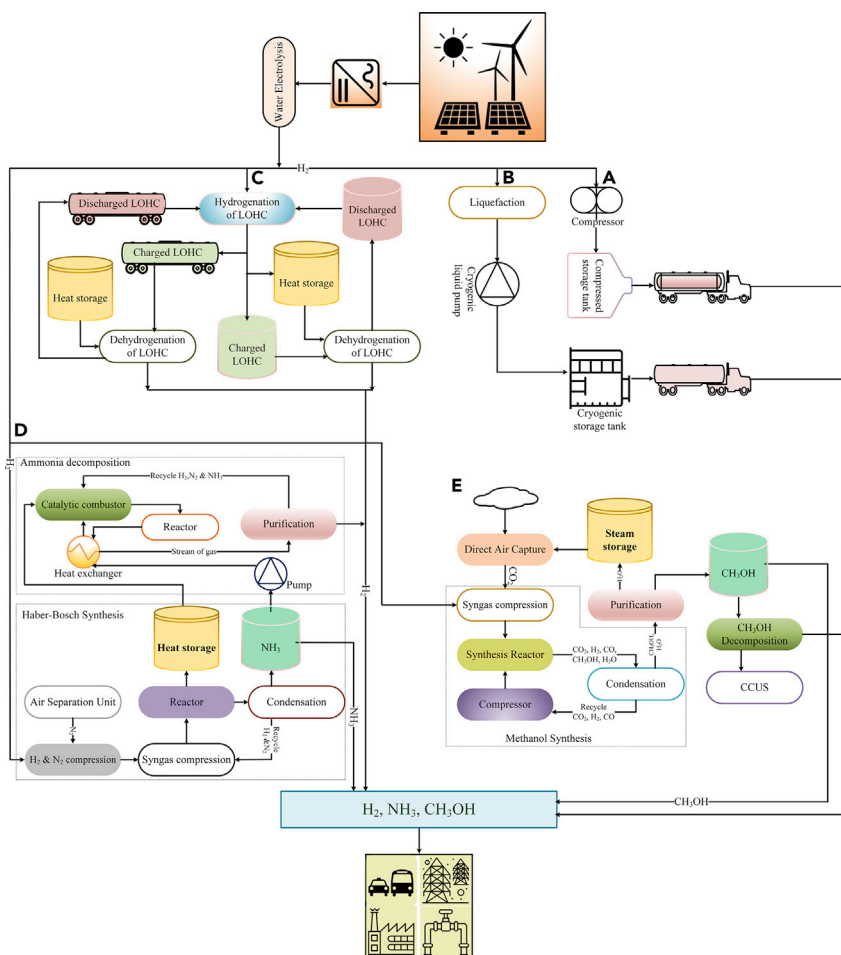 Water Electrolysis
H₂
C
B
A
Discharged LOHC
Hydrogenation
of LOHC
Discharged
LOHC
Liquefaction
Compressor
Charged LOHC
Heat storage
Heat storage
Cryogenic
liquid pump
Compressed
storage tank
Dehydrogenation
of LOHC
Charged
LOHC
Dehydrogenation
of LOHC
Cryogenic
storage tank
D
H₂
Ammonia decomposition
Recycle H₂,N₂ & NH₃
Catalytic combustor
Reactor
Purification
Stream of gas
Heat exchanger
Pump
H₂
E
Direct Air Capture
Steam
storage
CO₂
H₂O
CH₃OH
Syngas compression
Purification
CH₃OH
Decomposition
Synthesis Reactor
CO₂, H₂, CO,
CH₃OH, H₂O
CH₃OH
H₂O
Condensation
CCUS
Compressor
Recycle
CO₂, H₂, CO
Methanol Synthesis
Haber-Bosch Synthesis
Heat storage
NH₃
Air Separation Unit
Reactor
Condensation
N₂
NH₃
Recycle
H₂ &N₂
H₂ & N₂ compression
Syngas compression
CH₃OH
H₂, NH₃, CH₃OH